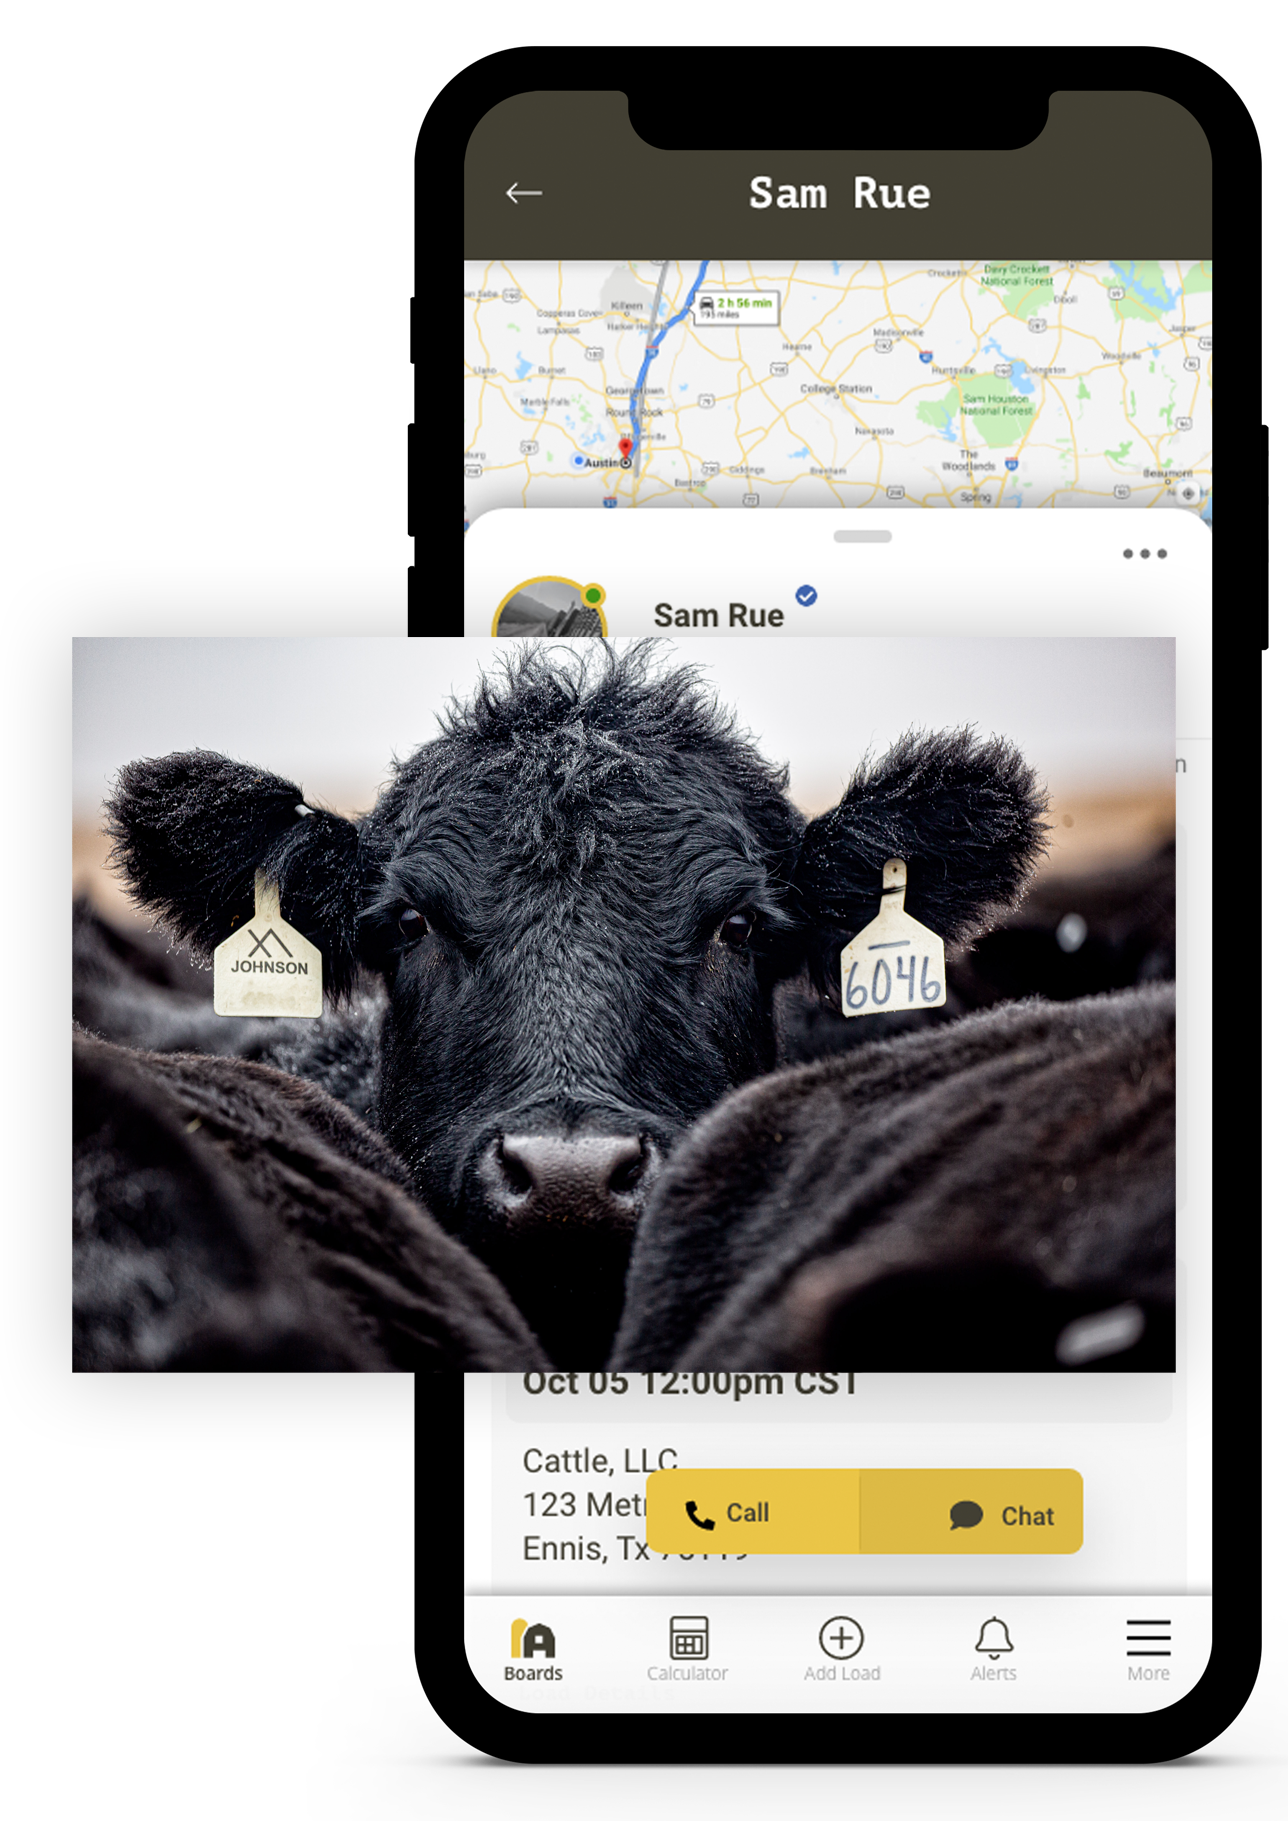 Sam Rue
Crockett
Davy Crockett
National Forest
2 h 56 min
195 miles
Killeen
Diboll
Copperas Cove
Harker Heights
Lampasas
Madisonville
Jasper
Hearne
Woodville
Llano
Burnet
Huntsville
Livingston
Georgetown
College Station
Marble Falls
Sam Houston
National Forest
Round Rock
Navasota
Austin
The
Woodlands
Giddings
Brenham
Beaumont
Bastrop
Spring
Sam Rue
n
JOHNSON
6046
Oct 05 12:00pm CST
Cattle, LLC
123 Met
Call
Chat
Ennis, Tx
Boards
Calculator
Add Load
Alerts
More